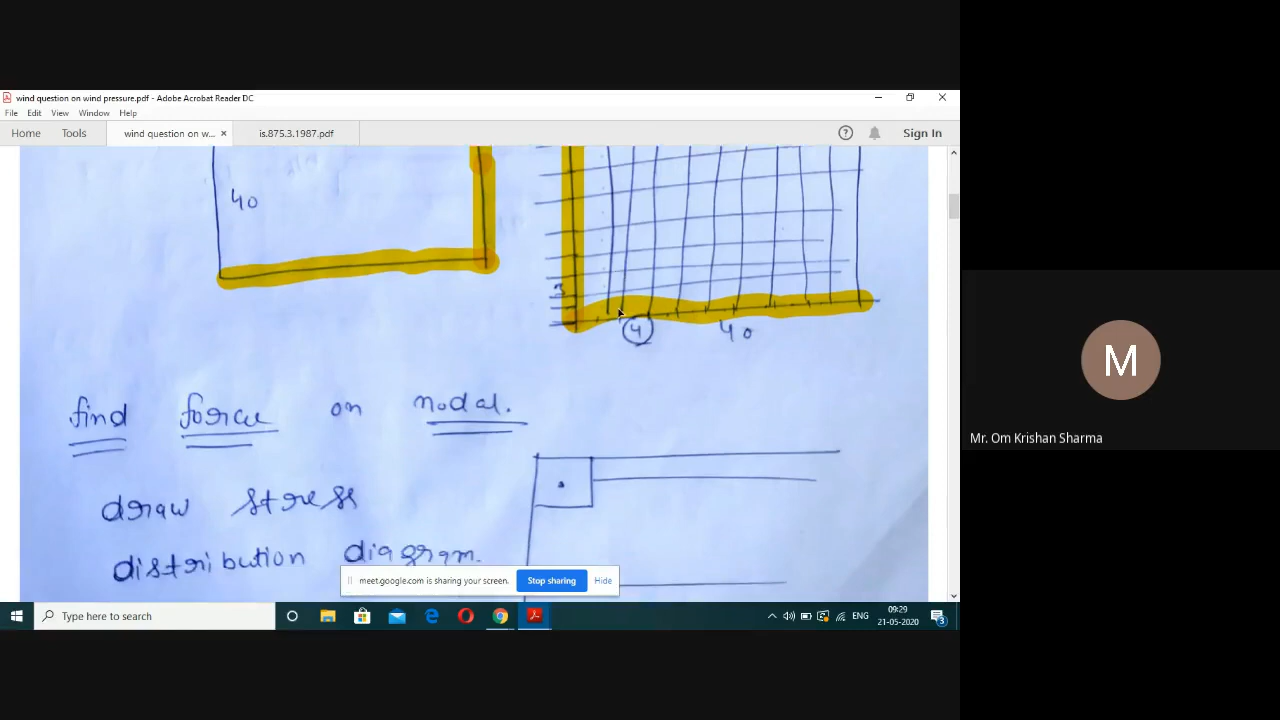 wind question on wind pressure.pdf - Adobe Acrobat Reader DC
File Edit View Window Help
Home Tools wind question on w... × is.875.3.1987.pdf Sign In
40
3
4
40
find force on nodal.
draw stress
distribution diagram.
meet.google.com is sharing your screen. Stop sharing Hide
Type here to search
ENG
09:29
21-05-2020
3
M
Mr. Om Krishan Sharma